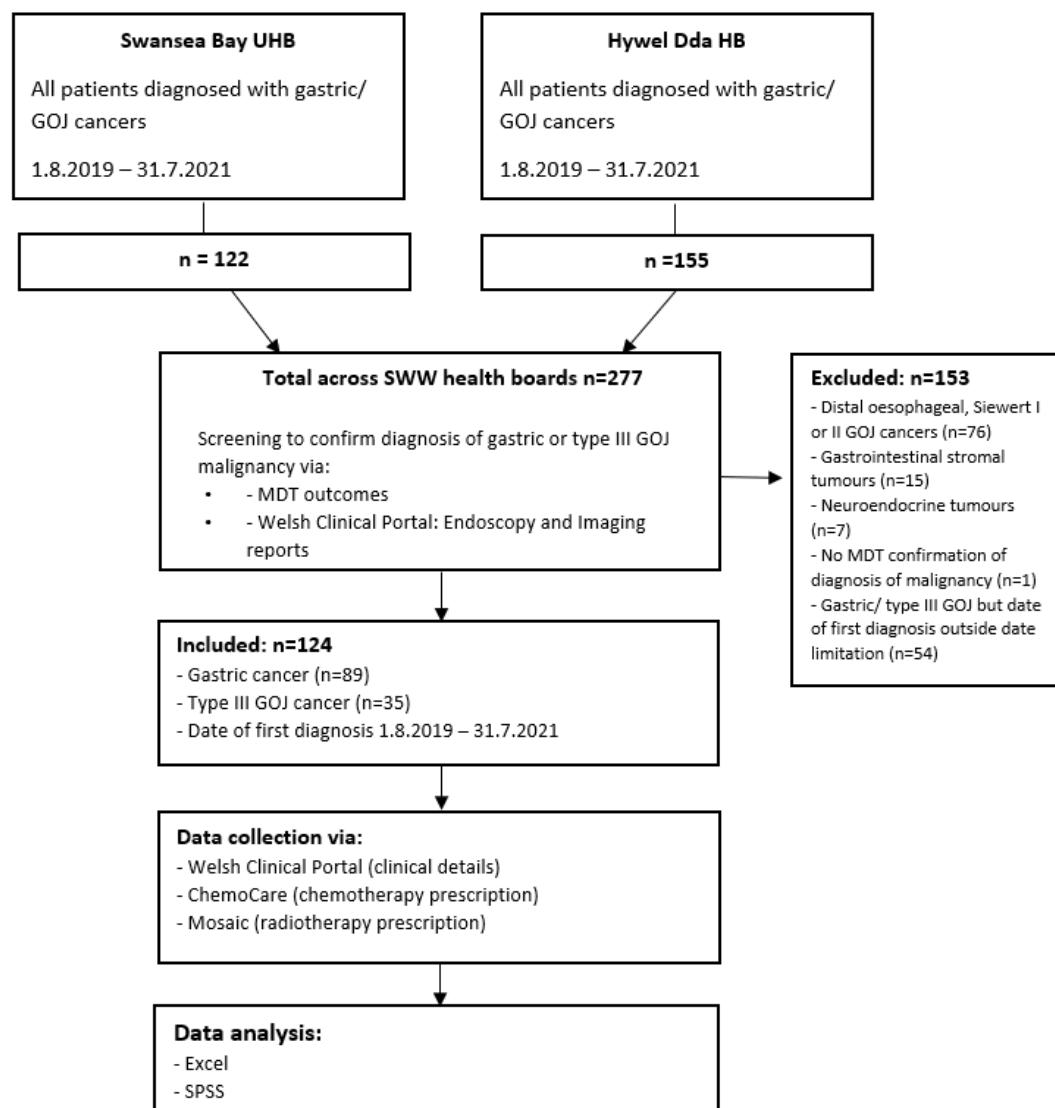 Swansea Bay UHB
All patients diagnosed with gastric/
GOJ cancers
1.8.2019 – 31.7.2021
Hywel Dda HB
All patients diagnosed with gastric/
GOJ cancers
1.8.2019 – 31.7.2021
n = 122
n =155
Total across SWW health boards n=277
Screening to confirm diagnosis of gastric or type III GOJ
malignancy via:
• - MDT outcomes
• - Welsh Clinical Portal: Endoscopy and Imaging
reports
Excluded: n=153
- Distal oesophageal, Siewert I
or II GOJ cancers (n=76)
- Gastrointestinal stromal
tumours (n=15)
- Neuroendocrine tumours
(n=7)
- No MDT confirmation of
diagnosis of malignancy (n=1)
- Gastric/ type III GOJ but date
of first diagnosis outside date
limitation (n=54)
Included: n=124
- Gastric cancer (n=89)
- Type III GOJ cancer (n=35)
- Date of first diagnosis 1.8.2019 – 31.7.2021
Data collection via:
- Welsh Clinical Portal (clinical details)
- ChemoCare (chemotherapy prescription)
- Mosaic (radiotherapy prescription)
Data analysis:
- Excel
- SPSS